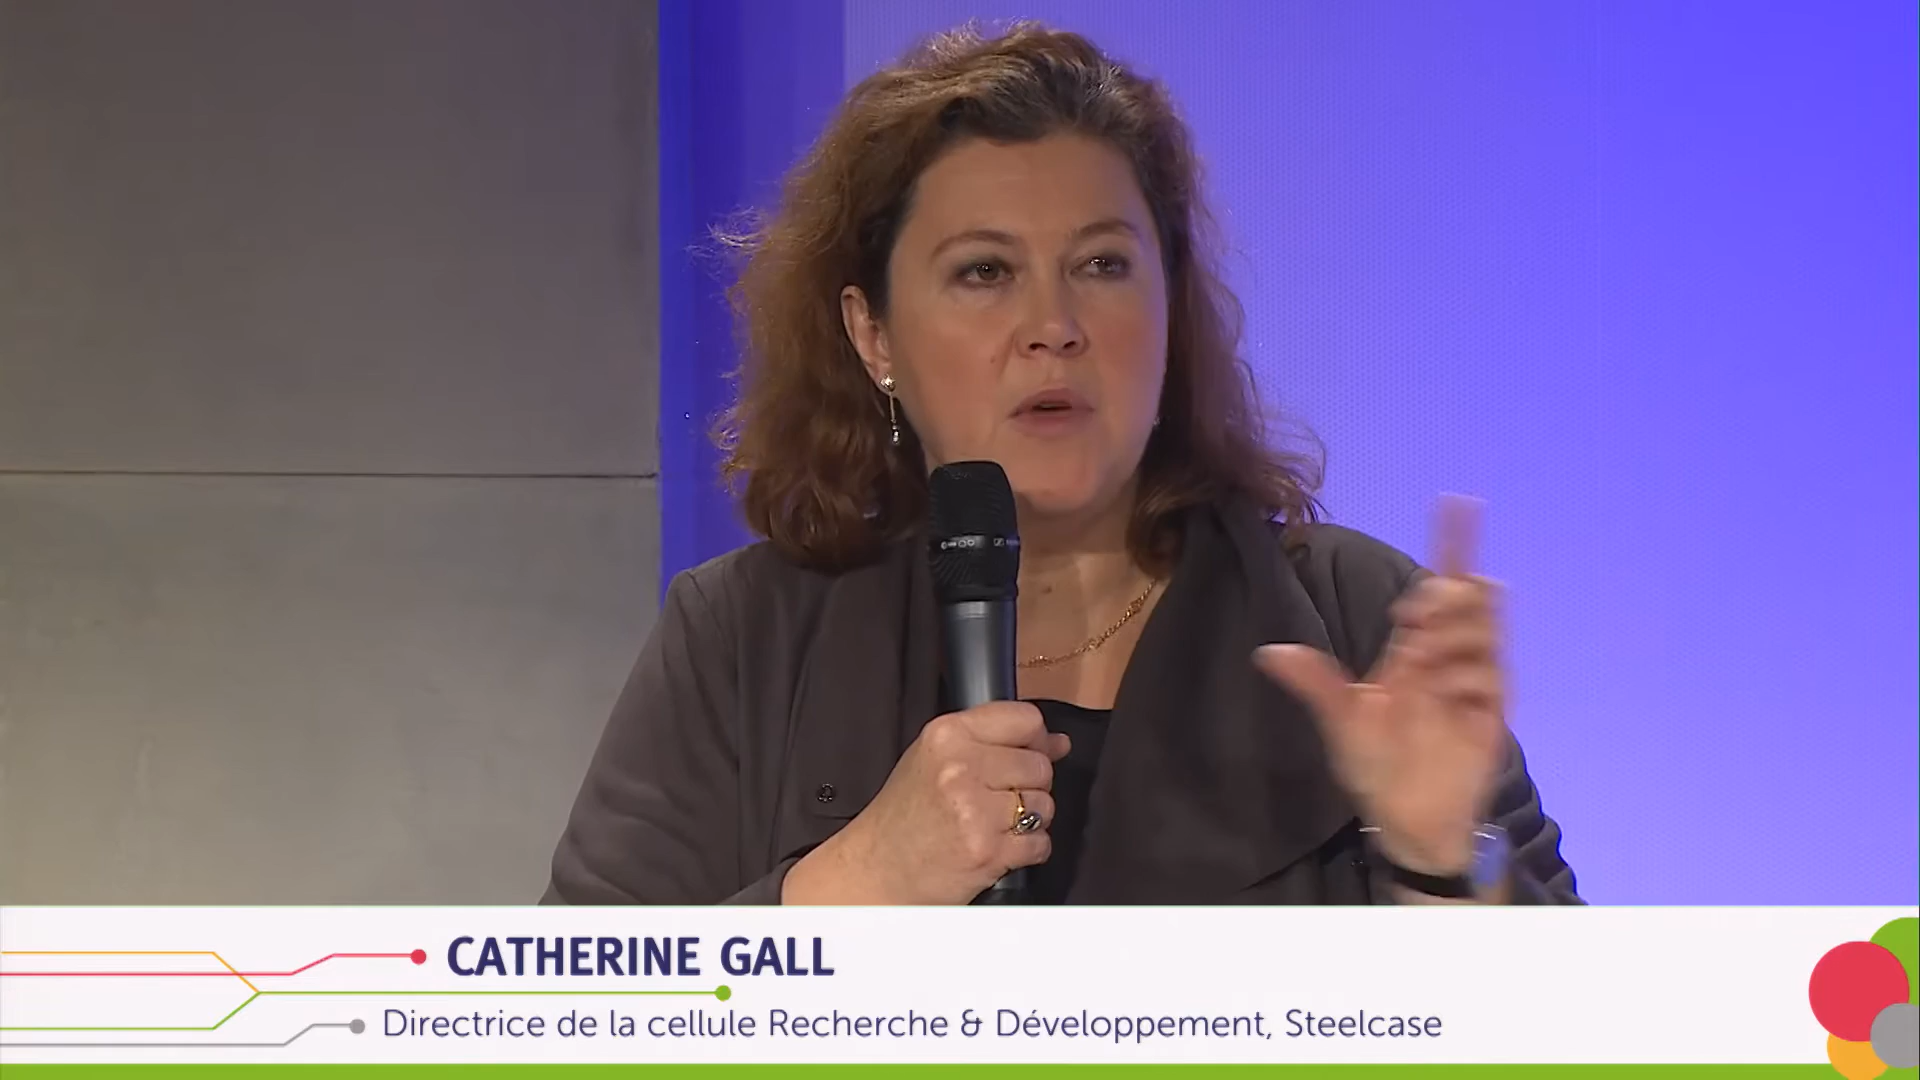 CATHERINE GALL
Directrice de la cellule Recherche & Développement, Steelcase